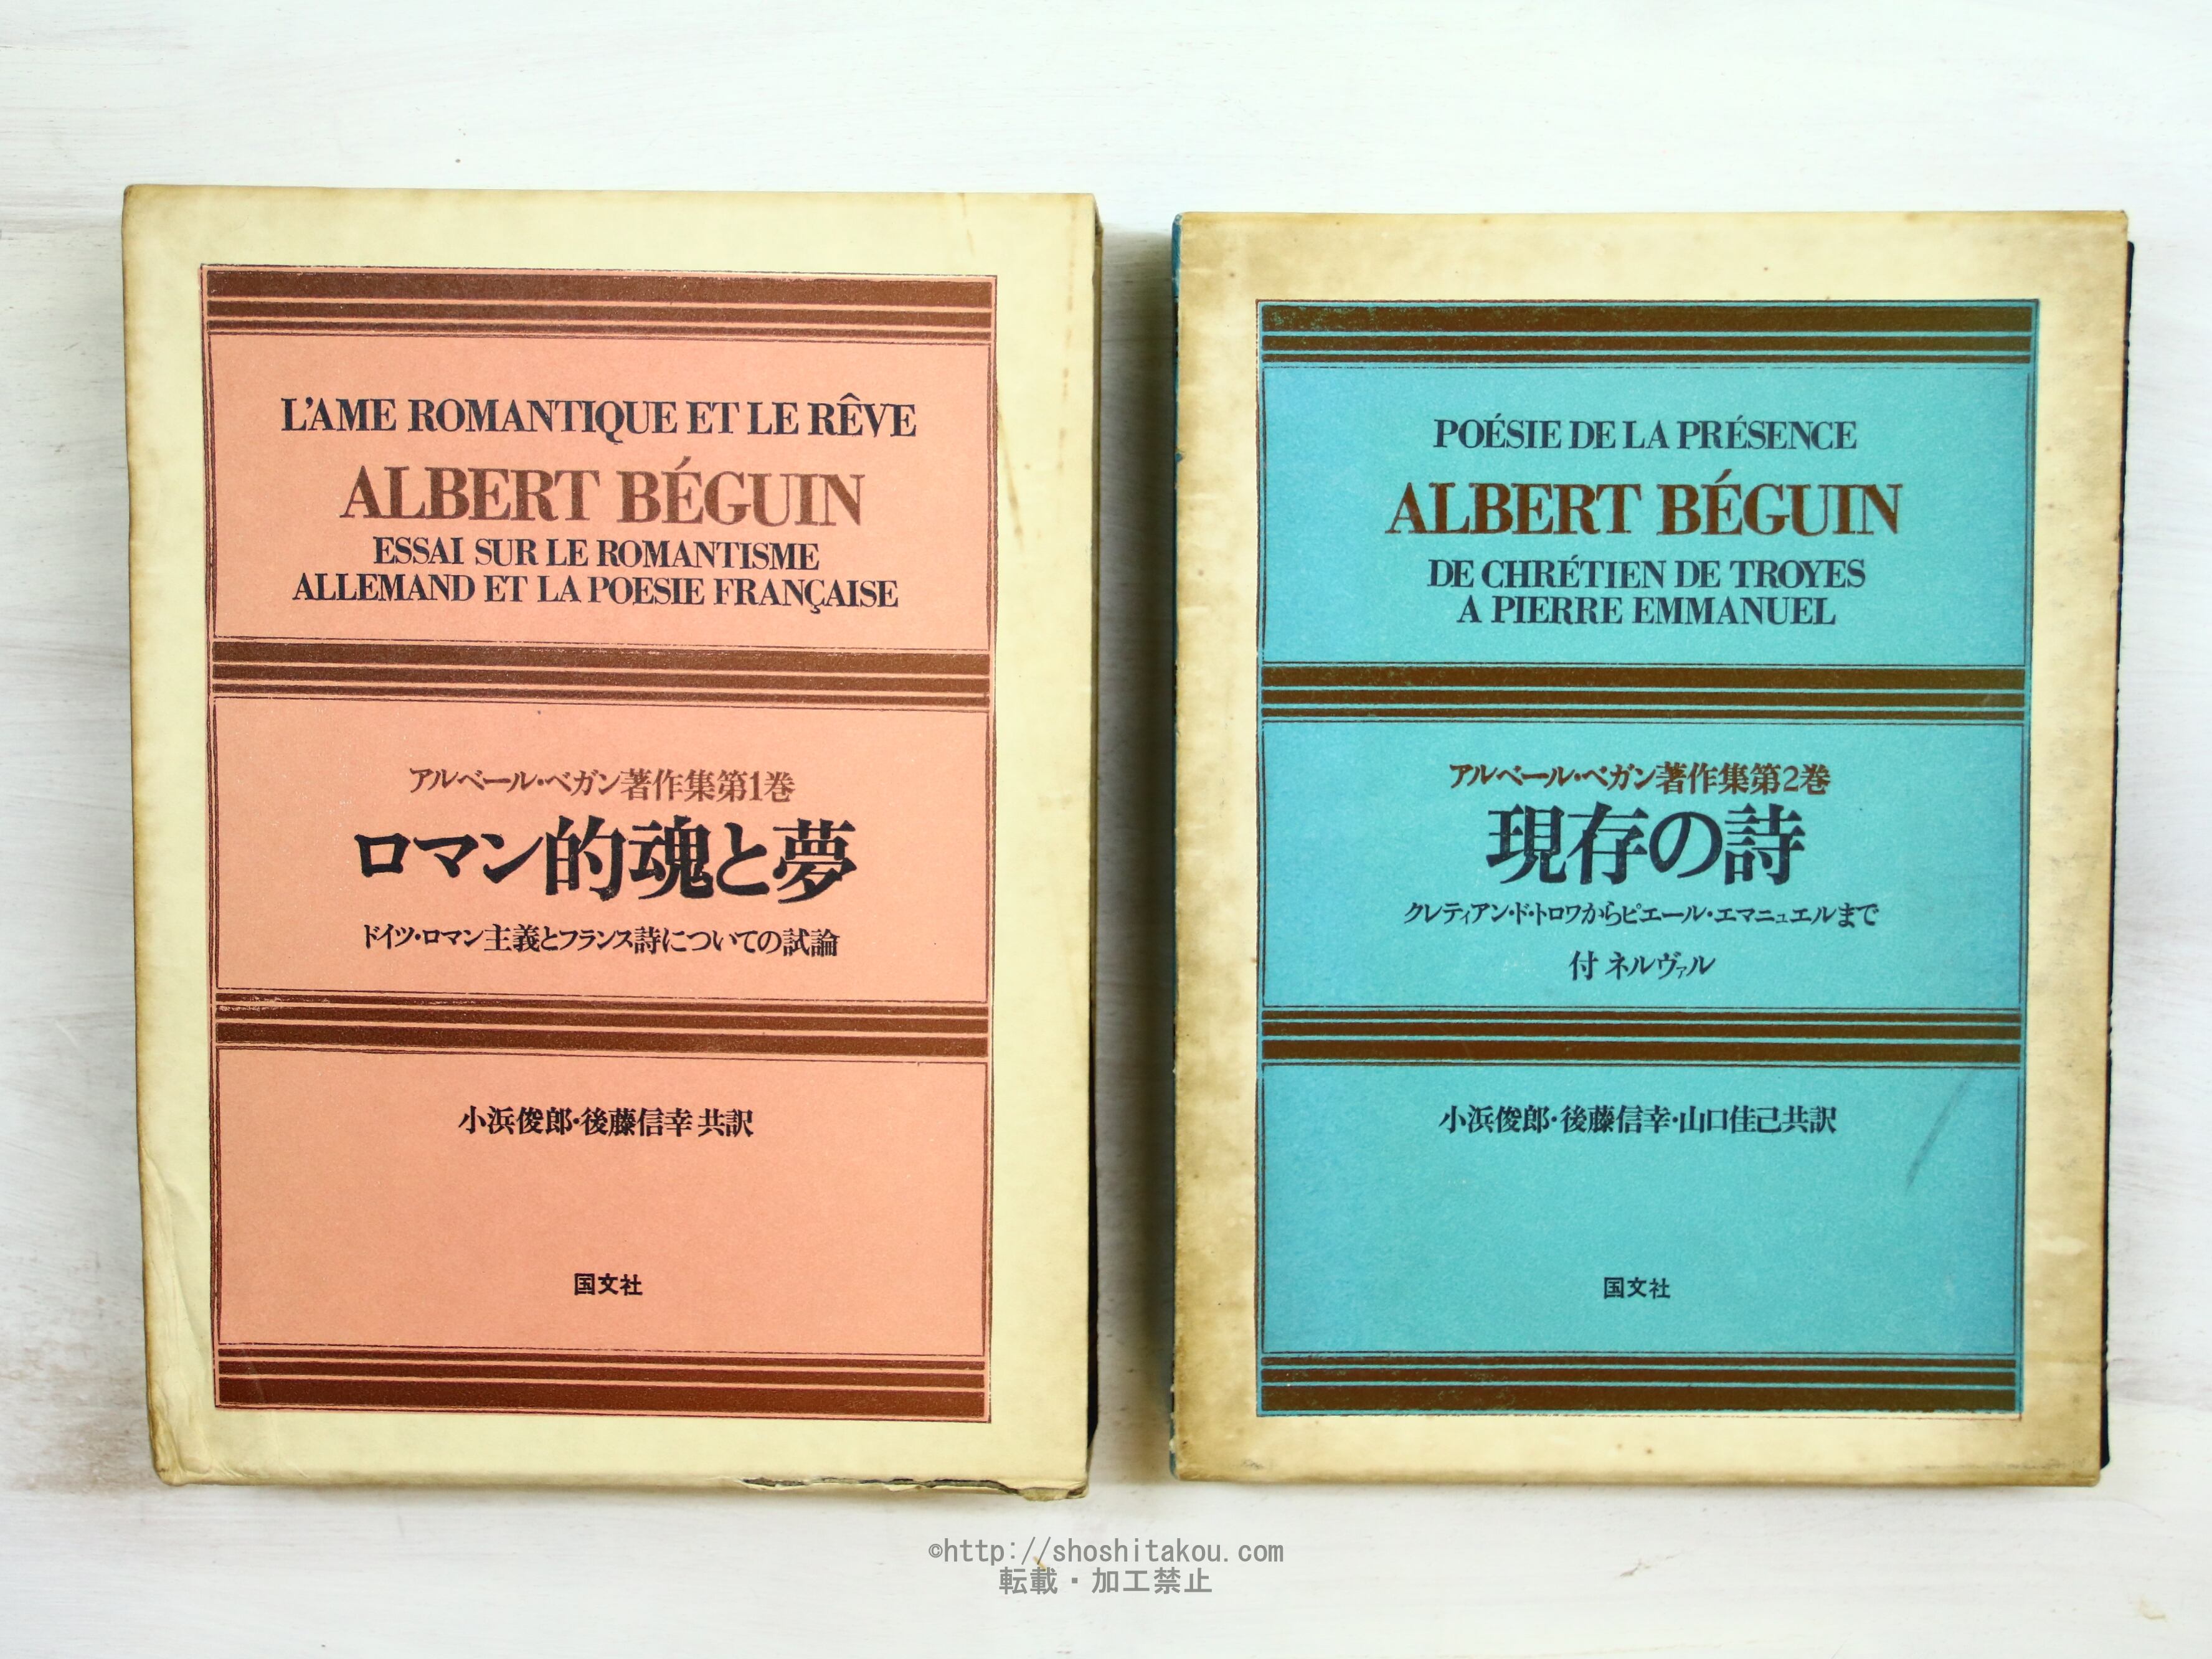 L'AME ROMANTIQUE ET LE RÊVE
ALBERT BÉGUIN
ESSAI SUR LE ROMANTISME
ALLEMAND ET LA POESIE FRANÇAISE
アルベール・ベガン著作集第1巻
ロマン的魂と夢
ドイツ・ロマン主義とフランス詩についての試論
小浜俊郎・後藤信幸 共訳
国文社
POÉSIE DE LA PRÉSENCE
ALBERT BÉGUIN
DE CHRÉTIEN DE TROYES
A PIERRE EMMANUEL
アルベール・ベガン著作集第2巻
現存の詩
クレティアン・ド・トロワからピエール・エマニュエルまで
付 ネルヴァル
小浜俊郎・後藤信幸・山口佳己共訳
国文社
©http://shoshitakou.com
転載・加工禁止